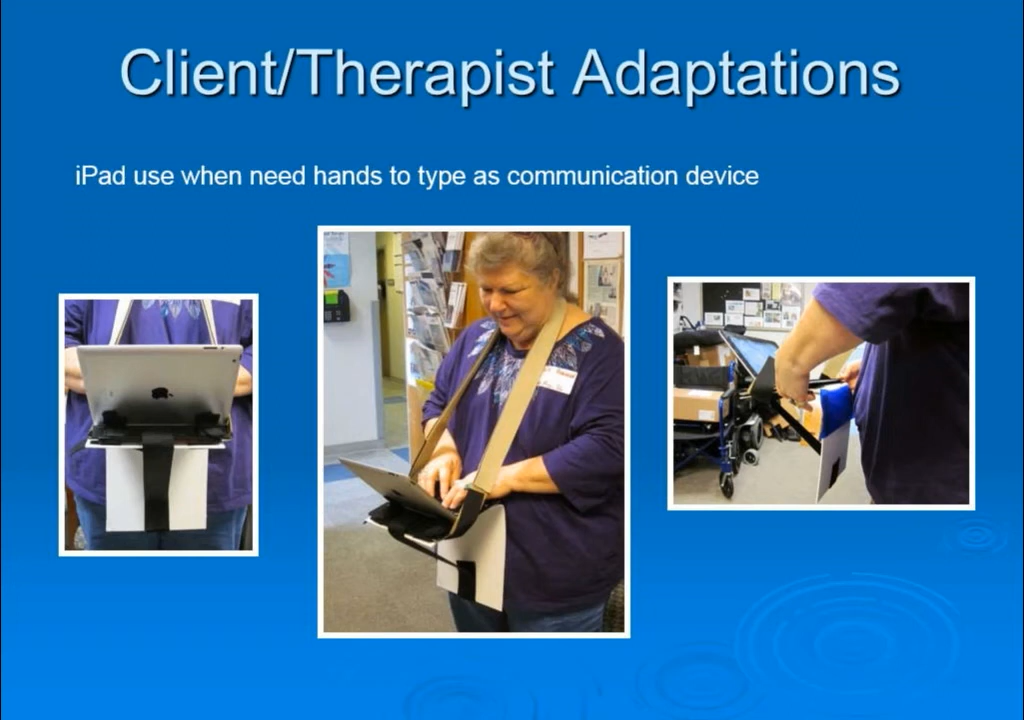 Client/Therapist Adaptations
iPad use when need hands to type as communication device